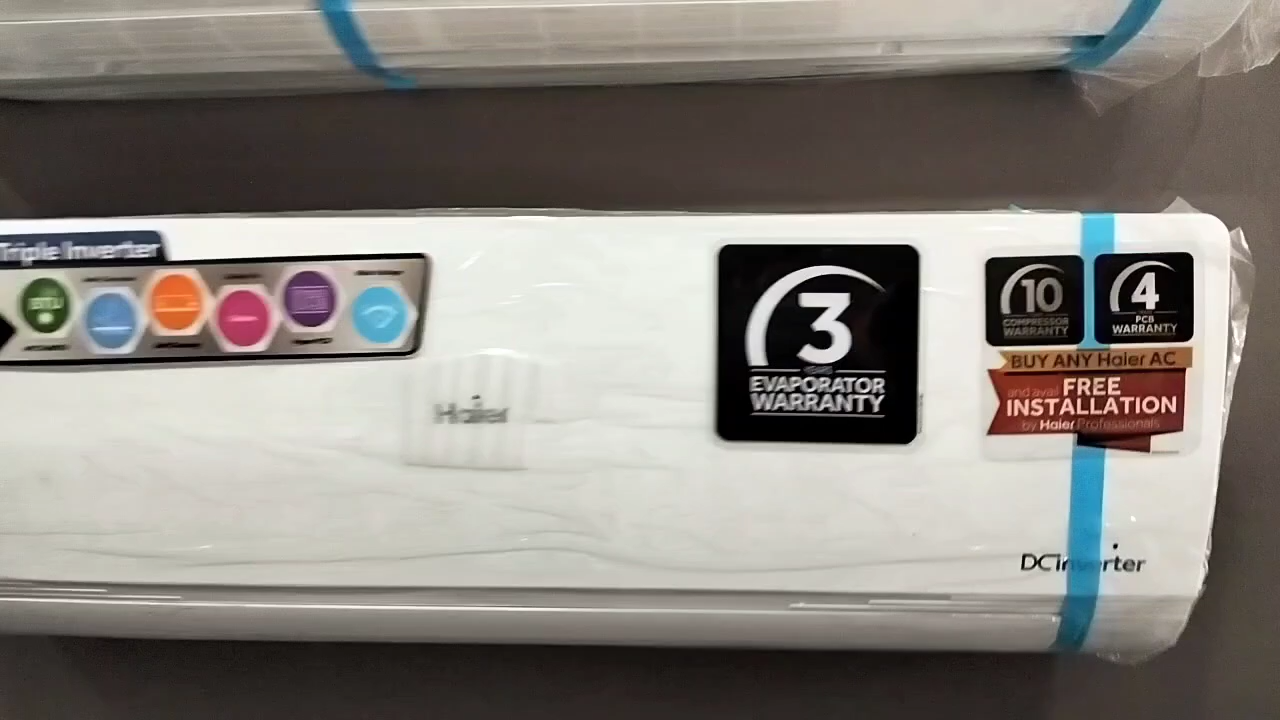 Triple Inverter
Haier
3
YEARS
EVAPORATOR
WARRANTY
10
COMPRESSOR
WARRANTY
4
PCB
WARRANTY
BUY ANY Haier AC
and avail FREE
INSTALLATION
by Haier Professionals
DC inverter